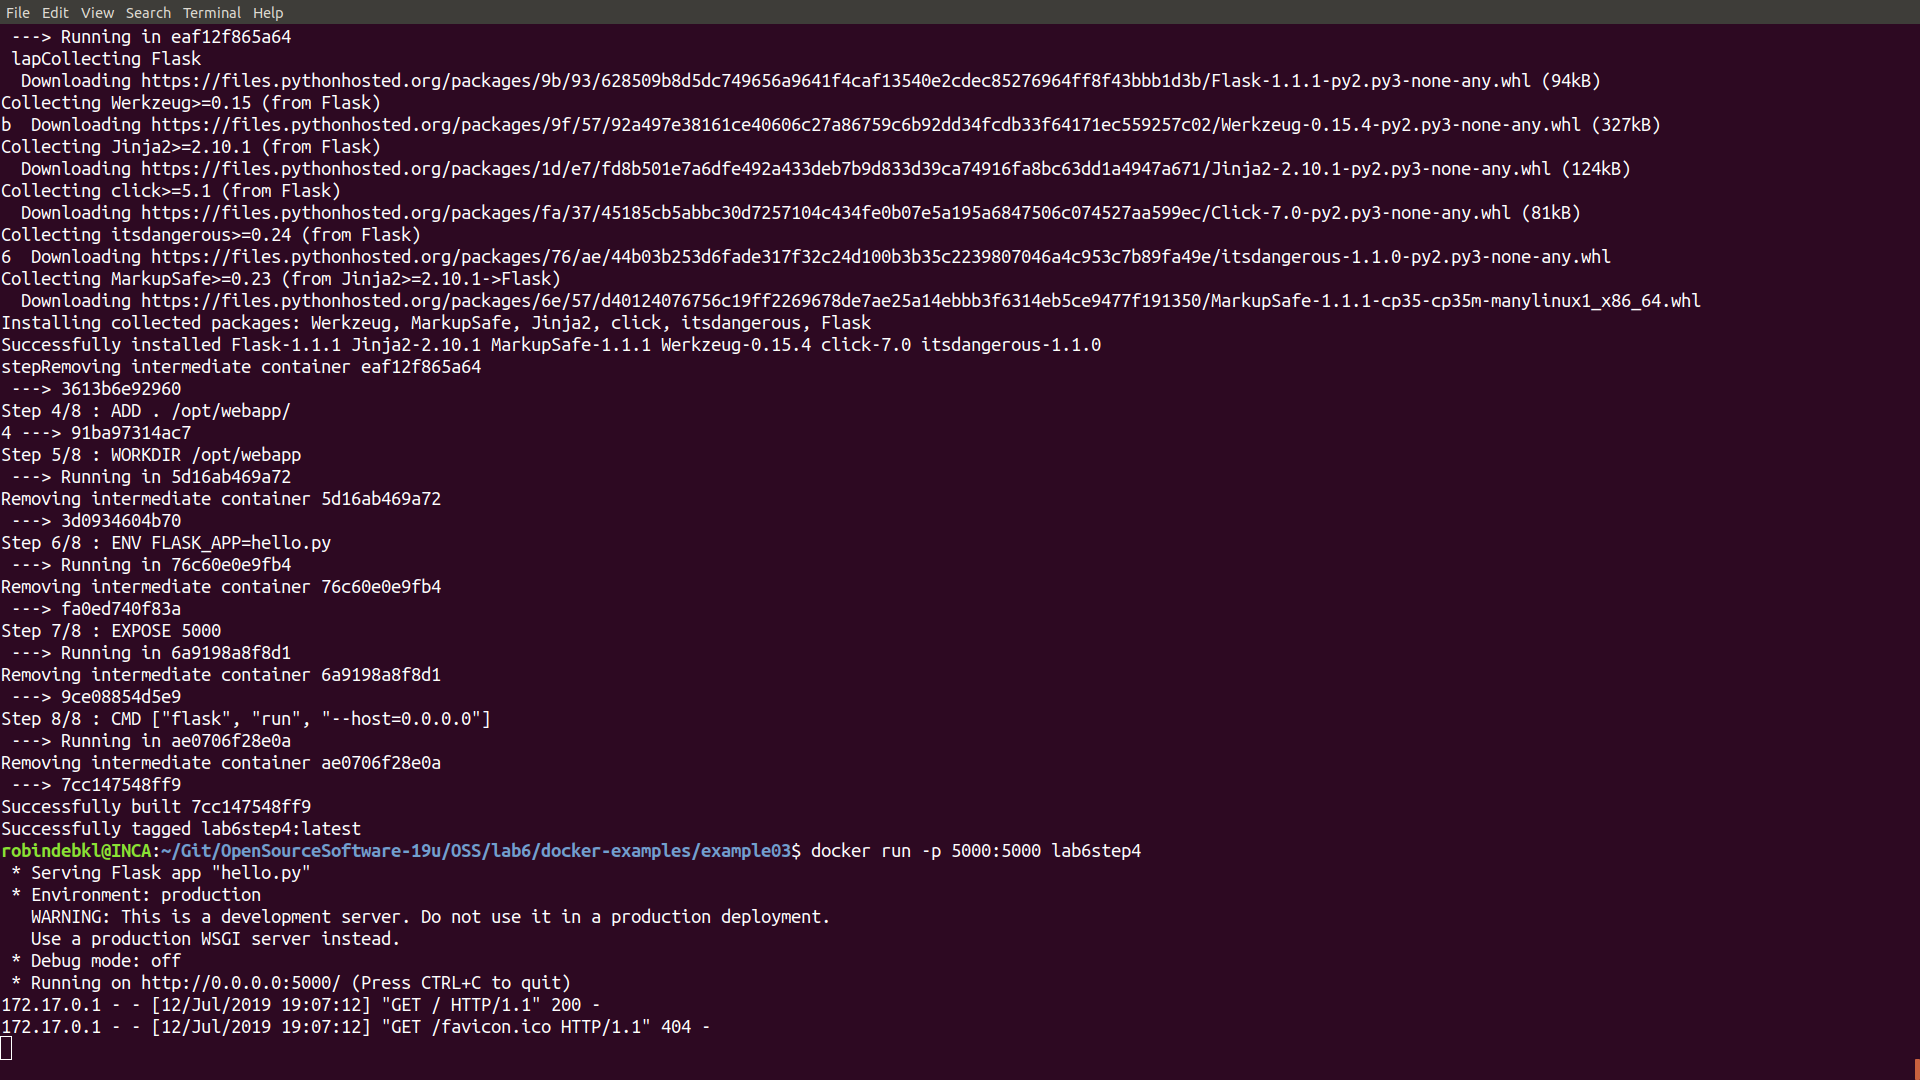 File Edit View Search Terminal Help
 ---> Running in eaf12f865a64
 lapCollecting Flask
  Downloading https://files.pythonhosted.org/packages/9b/93/628509b8d5dc749656a9641f4caf13540e2cdec85276964ff8f43bbb1d3b/Flask-1.1.1-py2.py3-none-any.whl (94kB)
Collecting Werkzeug>=0.15 (from Flask)
b  Downloading https://files.pythonhosted.org/packages/9f/57/92a497e38161ce40606c27a86759c6b92dd34fcdb33f64171ec559257c02/Werkzeug-0.15.4-py2.py3-none-any.whl (327kB)
Collecting Jinja2>=2.10.1 (from Flask)
  Downloading https://files.pythonhosted.org/packages/1d/e7/fd8b501e7a6dfe492a433deb7b9d833d39ca74916fa8bc63dd1a4947a671/Jinja2-2.10.1-py2.py3-none-any.whl (124kB)
Collecting click>=5.1 (from Flask)
  Downloading https://files.pythonhosted.org/packages/fa/37/45185cb5abbc30d7257104c434fe0b07e5a195a6847506c074527aa599ec/Click-7.0-py2.py3-none-any.whl (81kB)
Collecting itsdangerous>=0.24 (from Flask)
6  Downloading https://files.pythonhosted.org/packages/76/ae/44b03b253d6fade317f32c24d100b3b35c2239807046a4c953c7b89fa49e/itsdangerous-1.1.0-py2.py3-none-any.whl
Collecting MarkupSafe>=0.23 (from Jinja2>=2.10.1->Flask)
  Downloading https://files.pythonhosted.org/packages/6e/57/d40124076756c19ff2269678de7ae25a14ebbb3f6314eb5ce9477f191350/MarkupSafe-1.1.1-cp35-cp35m-manylinux1_x86_64.whl
Installing collected packages: Werkzeug, MarkupSafe, Jinja2, click, itsdangerous, Flask
Successfully installed Flask-1.1.1 Jinja2-2.10.1 MarkupSafe-1.1.1 Werkzeug-0.15.4 click-7.0 itsdangerous-1.1.0
stepRemoving intermediate container eaf12f865a64
 ---> 3613b6e92960
Step 4/8 : ADD . /opt/webapp/
4 ---> 91ba97314ac7
Step 5/8 : WORKDIR /opt/webapp
 ---> Running in 5d16ab469a72
Removing intermediate container 5d16ab469a72
 ---> 3d0934604b70
Step 6/8 : ENV FLASK_APP=hello.py
 ---> Running in 76c60e0e9fb4
Removing intermediate container 76c60e0e9fb4
 ---> fa0ed740f83a
Step 7/8 : EXPOSE 5000
 ---> Running in 6a9198a8f8d1
Removing intermediate container 6a9198a8f8d1
 ---> 9ce08854d5e9
Step 8/8 : CMD ["flask", "run", "--host=0.0.0.0"]
 ---> Running in ae0706f28e0a
Removing intermediate container ae0706f28e0a
 ---> 7cc147548ff9
Successfully built 7cc147548ff9
Successfully tagged lab6step4:latest
robindebkl@INCA:~/Git/OpenSourceSoftware-19u/OSS/lab6/docker-examples/example03$ docker run -p 5000:5000 lab6step4
 * Serving Flask app "hello.py"
 * Environment: production
   WARNING: This is a development server. Do not use it in a production deployment.
   Use a production WSGI server instead.
 * Debug mode: off
 * Running on http://0.0.0.0:5000/ (Press CTRL+C to quit)
172.17.0.1 - - [12/Jul/2019 19:07:12] "GET / HTTP/1.1" 200 -
172.17.0.1 - - [12/Jul/2019 19:07:12] "GET /favicon.ico HTTP/1.1" 404 -